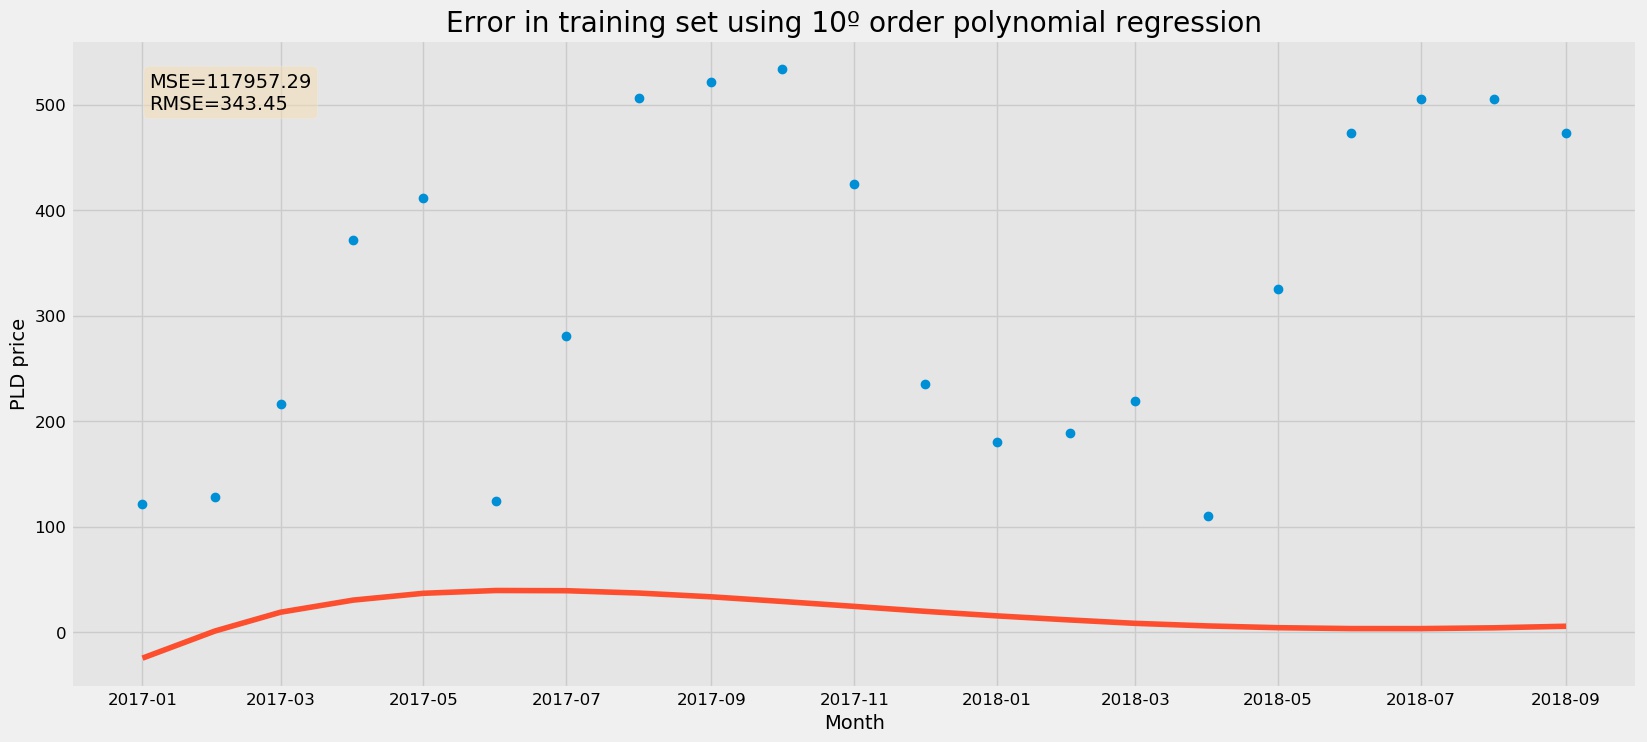 Error in training set using 10º order polynomial regression
MSE=117957.29
RMSE=343.45
500
400
300
200
100
0
PLD price
2017-01 2017-03 2017-05 2017-07 2017-09 2017-11 2018-01 2018-03 2018-05 2018-07 2018-09
Month